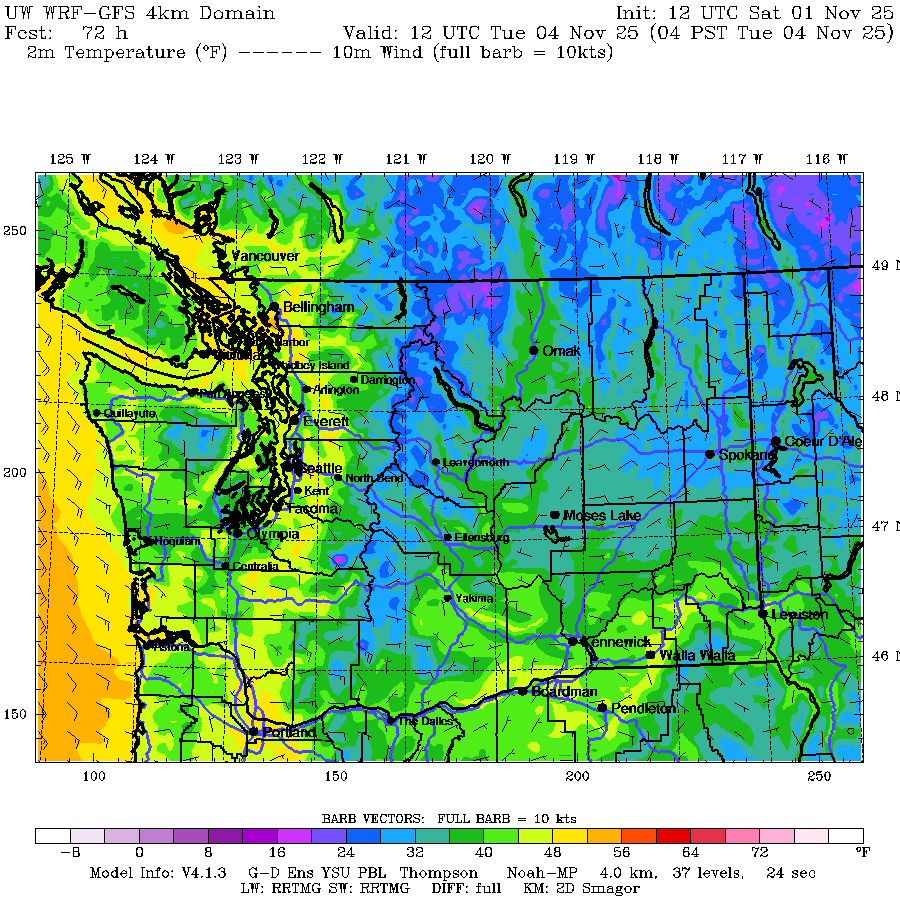 UW WRF-GFS 4km Domain Init: 12 UTC Sat 01 Nov 25
Fcst: 72 h Valid: 12 UTC Tue 04 Nov 25 (04 PST Tue 04 Nov 25)
2m Temperature (°F) ------ 10m Wind (full barb = 10kts)
125 W 124 W 123 W 122 W 121 W 120 W 119 W 118 W 117 W 116 W
250
Vancouver
49 N
Bellingham
Omak
Darrington
Arlington
48 N
Quillayute
Everett
Coeur D'Ale
Spokane
Leavenworth
200
Seattle
North Bend
Kent
Tacoma
Moses Lake
47 N
Olympia
Ellensburg
Hoquiam
Centralia
Yakima
Lewiston
Kennewick
Astoria
Walla Walla
46 N
Boardman
Pendleton
150
The Dalles
Portland
100 150 200 250
BARB VECTORS: FULL BARB = 10 kts
-8 0 8 16 24 32 40 48 56 64 72 °F
Model Info: V4.1.3 G-D Ens YSU PBL Thompson Noah-MP 4.0 km, 37 levels, 24 sec
LW: RRTMG SW: RRTMG DIFF: full KM: 2D Smagor